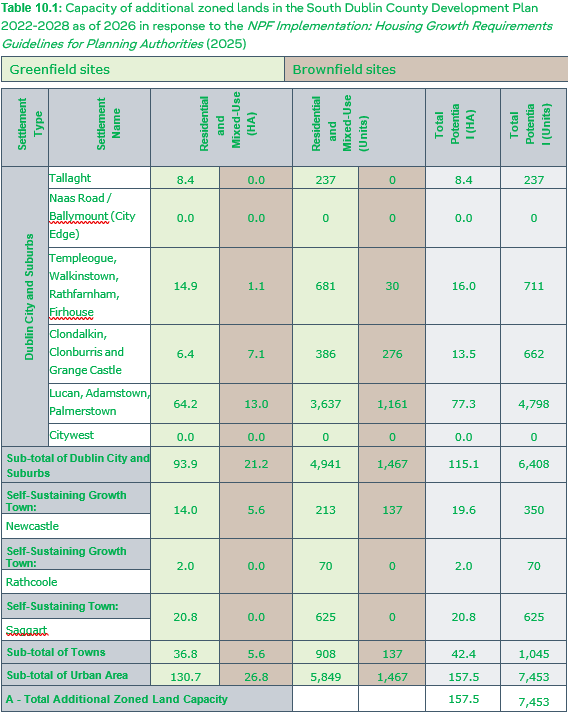 Table 10.1: Capacity of additional zoned lands in the South Dublin County Development Plan
2022-2028 as of 2026 in response to the NPF Implementation: Housing Growth Requirements
Guidelines for Planning Authorities (2025)
Greenfield sites
Brownfield sites
Settlement Type
Settlement Name
Residential and Mixed-Use (HA)
Residential and Mixed-Use (Units)
Total Potentia l (HA)
Total Potentia l (Units)
Dublin City and Suburbs
Tallaght 8.4 0.0 237 0 8.4 237
Naas Road /
Ballymount (City
Edge)
0.0 0.0 0 0 0.0 0
Templeogue,
Walkinstown,
Rathfarnham,
Firhouse
14.9 1.1 681 30 16.0 711
Clondalkin,
Clonburris and
Grange Castle
6.4 7.1 386 276 13.5 662
Lucan, Adamstown,
Palmerstown
64.2 13.0 3,637 1,161 77.3 4,798
Citywest 0.0 0.0 0 0 0.0 0
Sub-total of Dublin City and
Suburbs
93.9 21.2 4,941 1,467 115.1 6,408
Self-Sustaining Growth
Town:
Newcastle
14.0 5.6 213 137 19.6 350
Self-Sustaining Growth
Town:
Rathcoole
2.0 0.0 70 0 2.0 70
Self-Sustaining Town:
Saggart
20.8 0.0 625 0 20.8 625
Sub-total of Towns 36.8 5.6 908 137 42.4 1,045
Sub-total of Urban Area 130.7 26.8 5,849 1,467 157.5 7,453
A - Total Additional Zoned Land Capacity 157.5 7,453